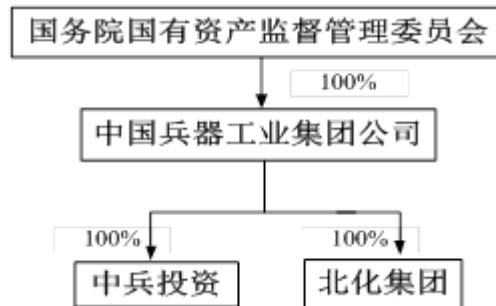 国务院国有资产监督管理委员会
100%
中国兵器工业集团公司
100% 100%
中兵投资 北化集团